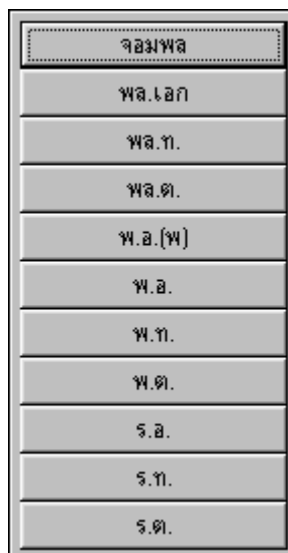 จอมพล
พล.เอก
พล.ท.
พล.ต.
พ.อ.(พ)
พ.อ.
พ.ท.
พ.ต.
ร.อ.
ร.ท.
ร.ต.